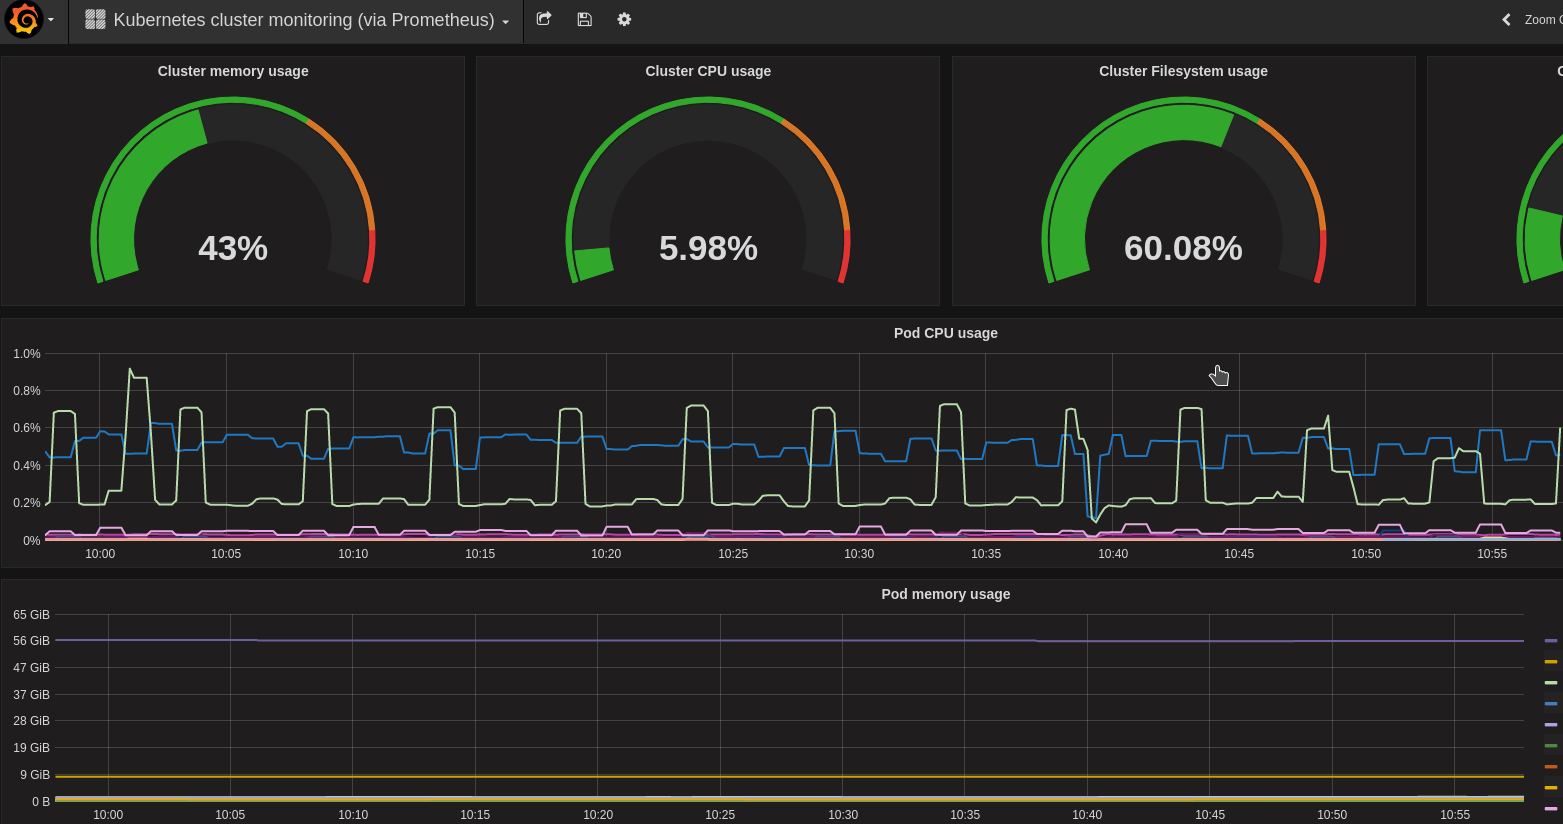 Kubernetes cluster monitoring (via Prometheus)
Zoom
Cluster memory usage
Cluster CPU usage
Cluster Filesystem usage
43%
5.98%
60.08%
Pod CPU usage
1.0%
0.8%
0.6%
0.4%
0.2%
0%
10:00 10:05 10:10 10:15 10:20 10:25 10:30 10:35 10:40 10:45 10:50 10:55
Pod memory usage
65 GiB
56 GiB
47 GiB
37 GiB
28 GiB
19 GiB
9 GiB
0 B
10:00 10:05 10:10 10:15 10:20 10:25 10:30 10:35 10:40 10:45 10:50 10:55